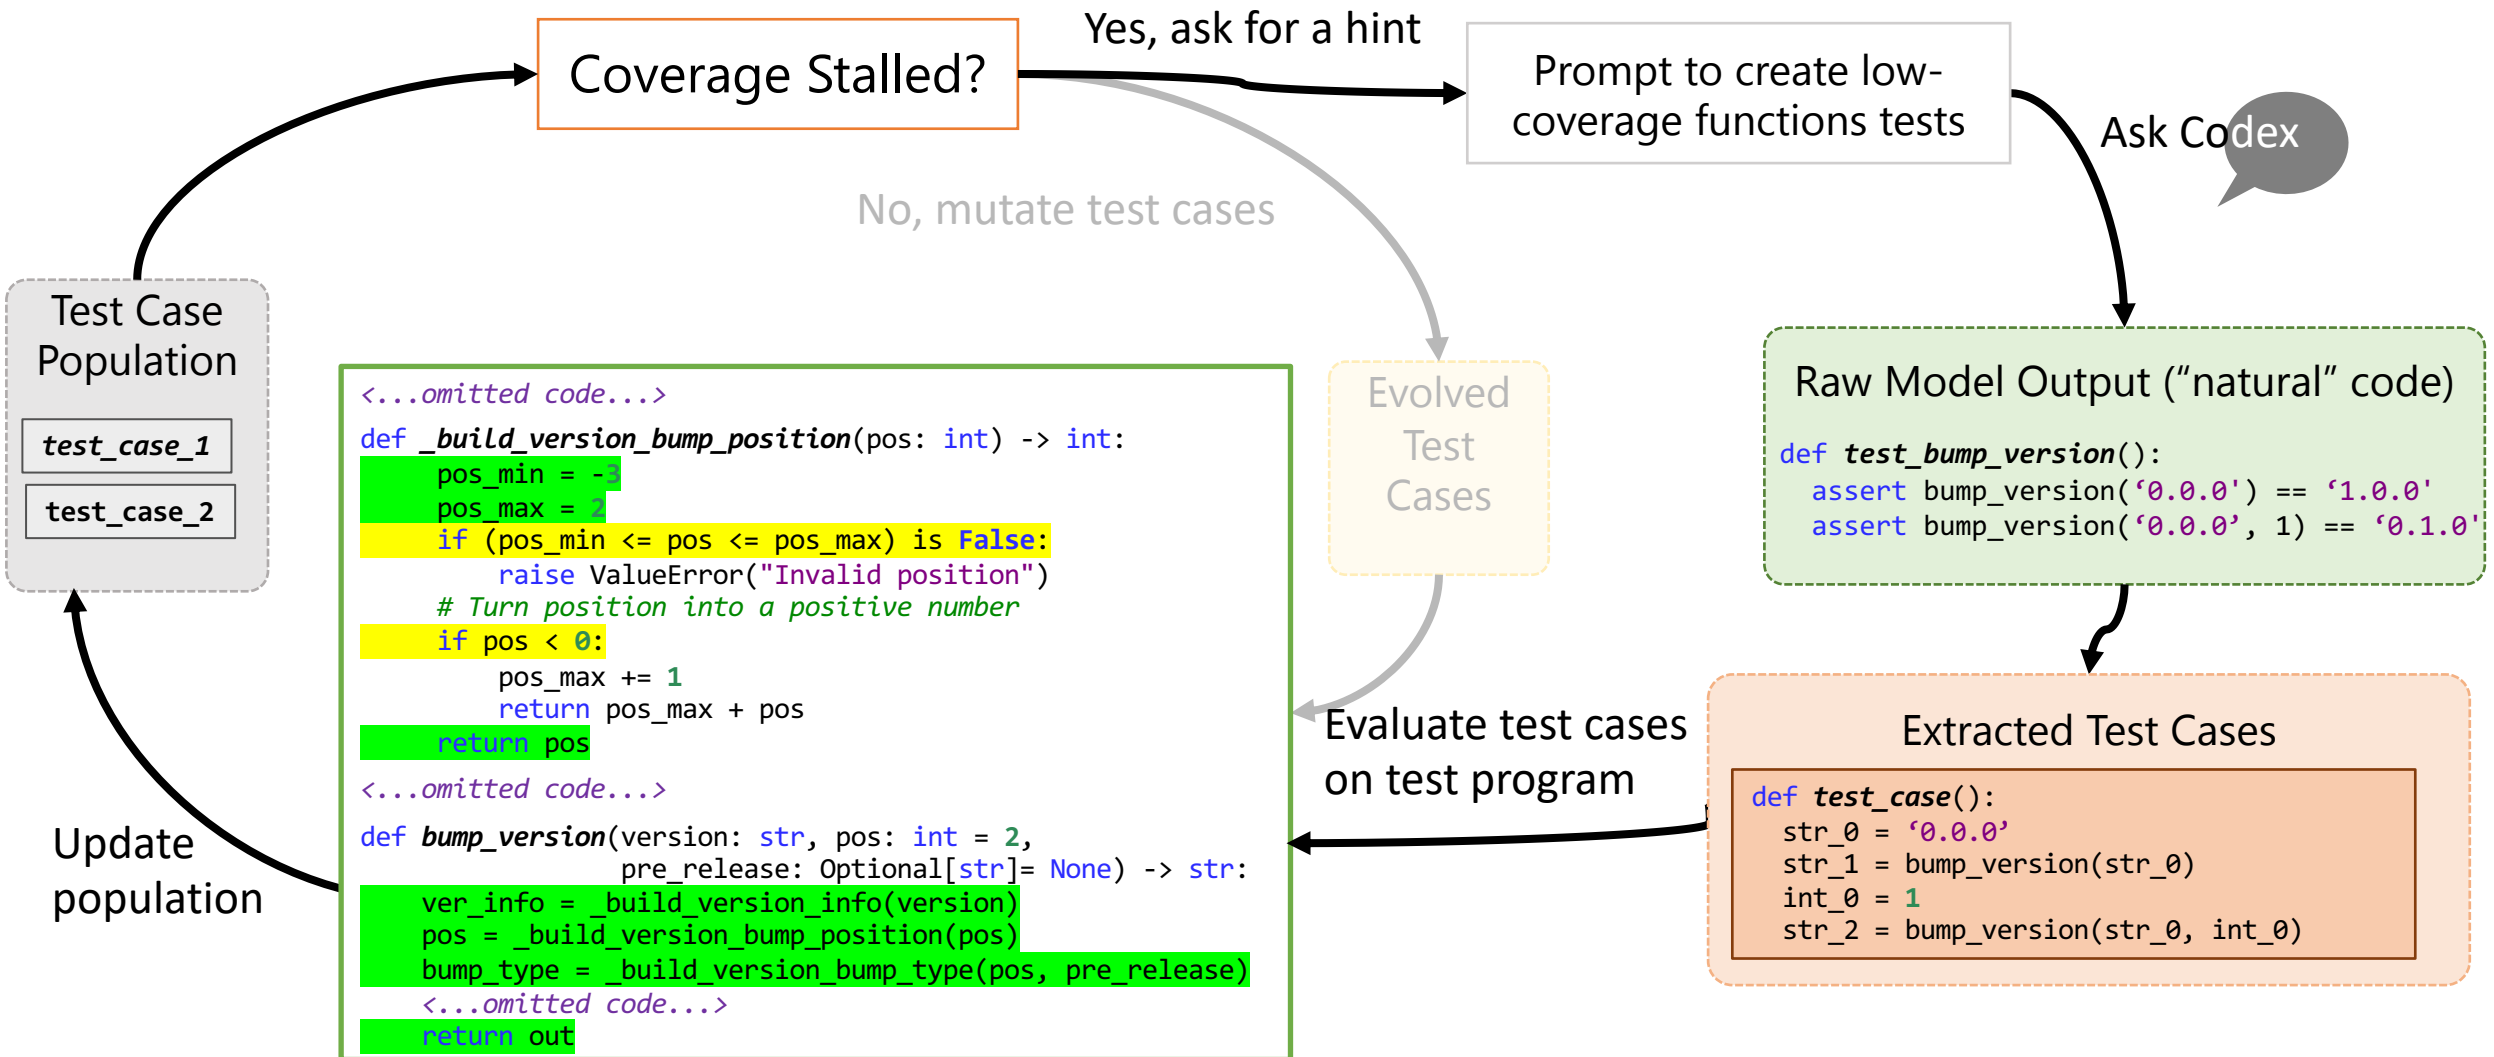 Yes, ask for a hint
Coverage Stalled?
Prompt to create low-
coverage functions tests
Ask Codex
No, mutate test cases
Test Case
Population
test_case_1
test_case_2
Evolved
Test
Cases
Raw Model Output (“natural” code)
def test_bump_version():
assert bump_version(‘0.0.0') == ‘1.0.0'
assert bump_version(‘0.0.0’, 1) == ‘0.1.0'
Extracted Test Cases
def test_case():
str_0 = ‘0.0.0’
str_1 = bump_version(str_0)
int_0 = 1
str_2 = bump_version(str_0, int_0)
Evaluate test cases
on test program
<...omitted code...>
def _build_version_bump_position(pos: int) -> int:
pos_min = -3
pos_max = 2
if (pos_min <= pos <= pos_max) is False:
raise ValueError("Invalid position")
# Turn position into a positive number
if pos < 0:
pos_max += 1
return pos_max + pos
return pos
<...omitted code...>
def bump_version(version: str, pos: int = 2,
pre_release: Optional[str]= None) -> str:
ver_info = _build_version_info(version)
pos = _build_version_bump_position(pos)
bump_type = _build_version_bump_type(pos, pre_release)
<...omitted code...>
return out
Update
population